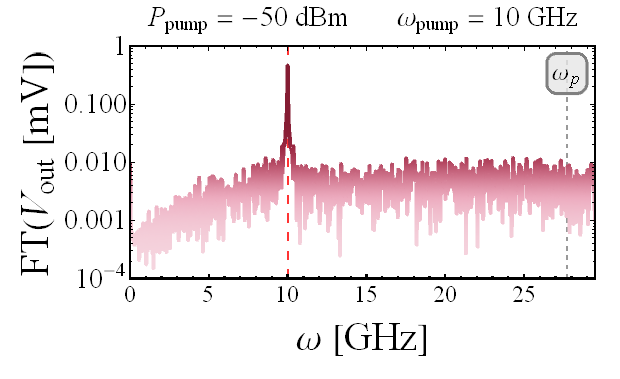 P_pump = −50 dBm ω_pump = 10 GHz
FT(V_out [mV])
1
0.100
0.010
0.001
10^−4
ω_p
0 5 10 15 20 25
ω [GHz]